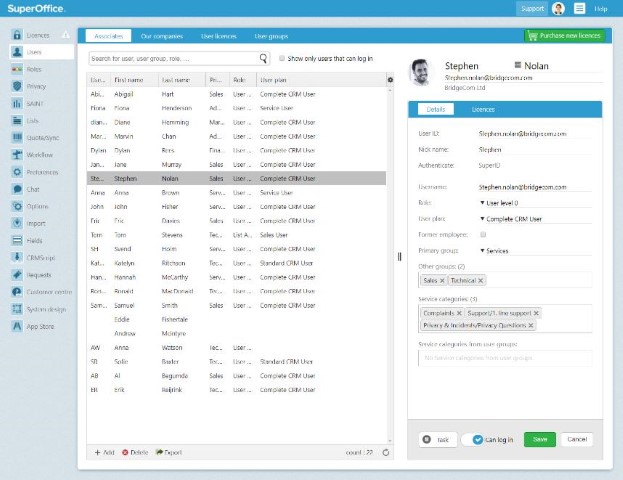 SuperOffice.
Support
Help
Licences
Users
Roles
Privacy
SAINT
Lists
Quote/Sync
Workflow
Preferences
Chat
Options
Import
Fields
CRMScript
Requests
Customer centre
System design
App Store
Associates Our companies User licences User groups
Purchase new licences
Search for user, user group, role, ....
Show only users that can log in
Use... First name Last name Pri... Role User plan
Abi... Abigail Hart Sales User ... Complete CRM User
Fiona Fiona Henderson Ad... User ... Service User
dian... Diane Hemming Mar... User ... Complete CRM User
Mar... Marvin Chan Ad... User ... Complete CRM User
Dylan Dylan Rees Fina... User ... Complete CRM User
Jan... Jane Murray Sales User ... Complete CRM User
Ste... Stephen Nolan Sales User ... Complete CRM User
Anna Anna Brown Serv... User ... Service User
John John Fisher Serv... User ... Complete CRM User
Eric Eric Davies Sales User ... Complete CRM User
Tom Tom Stevens Tec... List A... Sales User
SH Svend Holm Serv... User ... Complete CRM User
Kat... Katelyn Ritchson Tec... User ... Standard CRM User
Han... Hannah McCarthy Serv... User ... Complete CRM User
Ron... Ronald MacDonald Tec... User ... Complete CRM User
Sam... Samuel Smith Sales User ... Complete CRM User
Eddie Fishertale
Andrew McIntyre
AW Anna Watson Tec... User ...
SB Sofie Baxter Tec... User ... Standard CRM User
AB Al Begumda Sales User ... Complete CRM User
ER Erik Reijrink Tec... User ... Complete CRM User
Add Delete Export count : 22
Stephen Nolan
Stephen.nolan@bridgecom.com
BridgeCom Ltd
Details Licences
User ID: Stephen.nolan@bridgecom.com
Nick name: Stephen
Authenticate: SuperID
Username: Stephen.nolan@bridgecom.com
Role: User level 0
User plan: Complete CRM User
Former employee:
Primary group: Services
Other groups: (2)
Sales Technical
Service categories: (3)
Complaints Support/1. line support
Privacy & Incidents/Privacy Questions
Service categories from user groups:
No service categories from user groups
Task Can log in Save Cancel